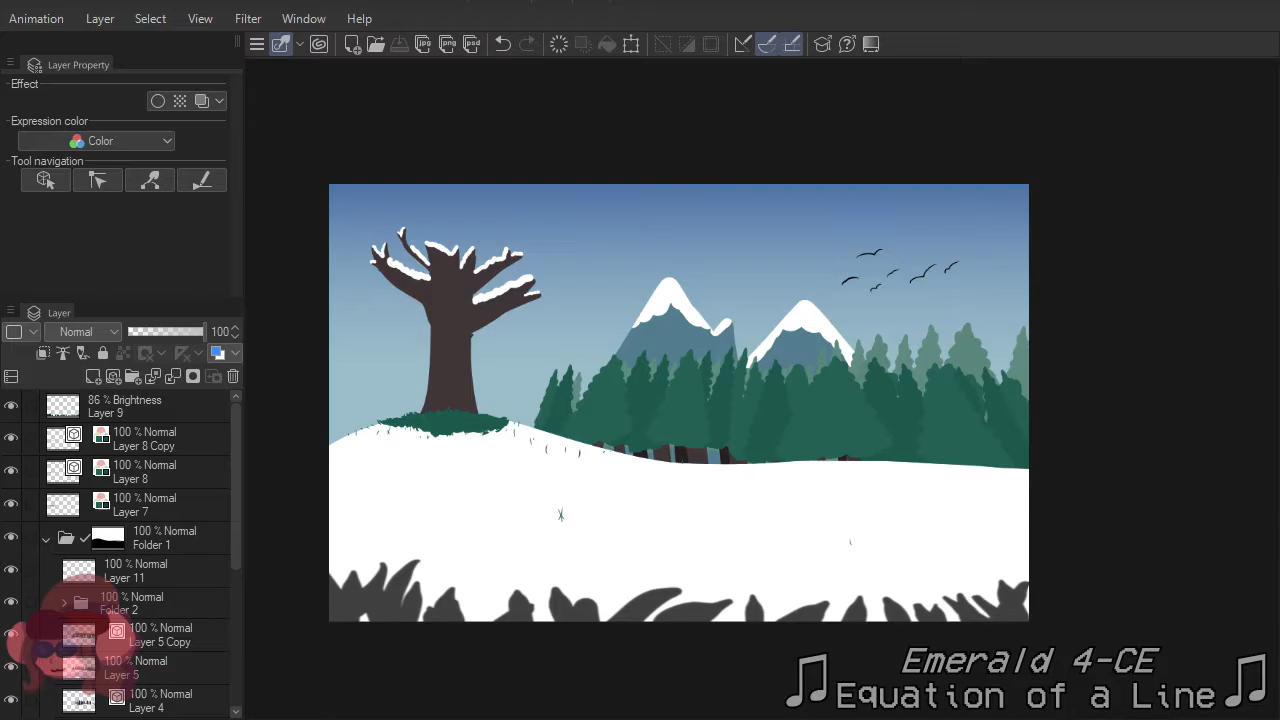 Animation Layer Select View Filter Window Help
jpg png psd
Layer Property
Effect
Expression color
Color
Tool navigation
Layer
Normal 100
86 % Brightness
Layer 9
100 % Normal
Layer 8 Copy
100 % Normal
Layer 8
100 % Normal
Layer 7
100 % Normal
Folder 1
100 % Normal
Layer 11
100 % Normal
Folder 2
100 % Normal
Layer 5 Copy
100 % Normal
Layer 5
100 % Normal
Layer 4
Emerald 4-CE
Equation of a Line